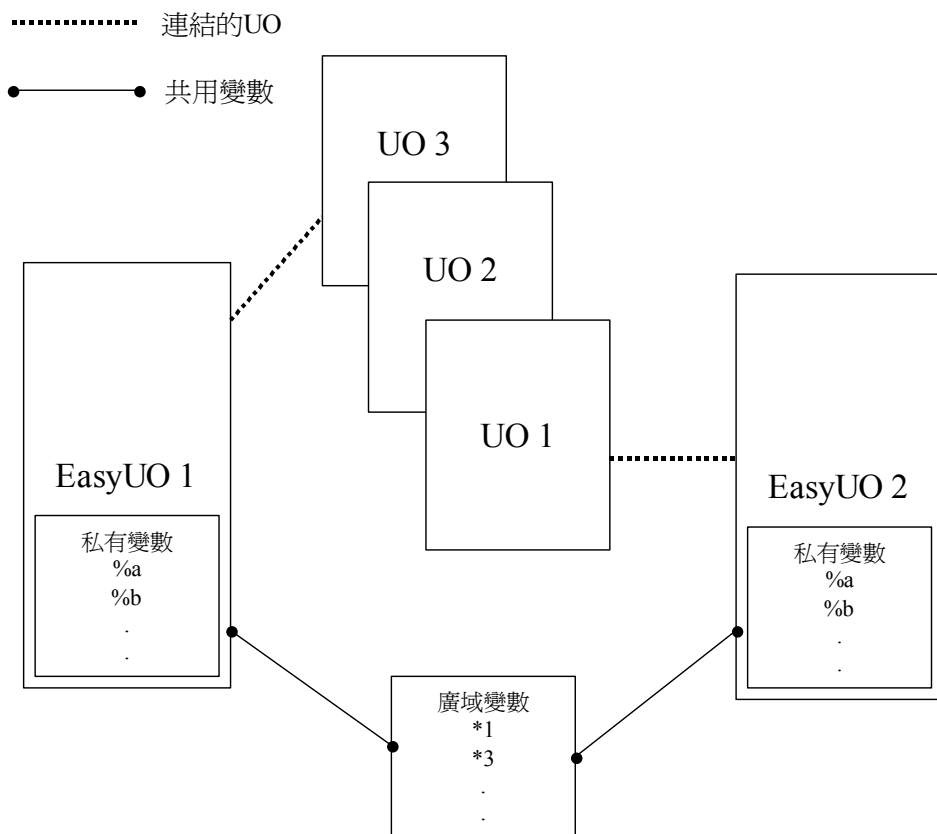 連結的UO
共用變數
UO 3
UO 2
UO 1
EasyUO 1
私有變數
%a
%b
.
.
EasyUO 2
私有變數
%a
%b
.
.
廣域變數
*1
*3
.
.